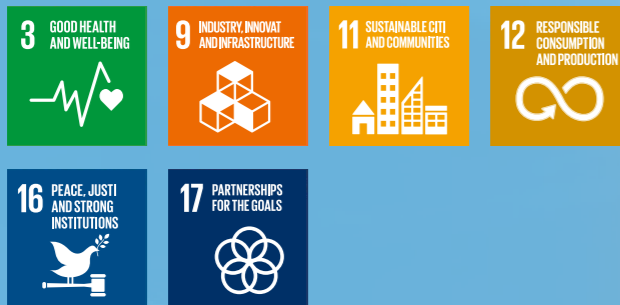 3 GOOD HEALTH
AND WELL-BEING
9 INDUSTRY, INNOVAT
AND INFRASTRUCTURE
11 SUSTAINABLE CITI
AND COMMUNITIES
12 RESPONSIBLE
CONSUMPTION
AND PRODUCTION
16 PEACE, JUSTI
AND STRONG
INSTITUTIONS
17 PARTNERSHIPS
FOR THE GOALS